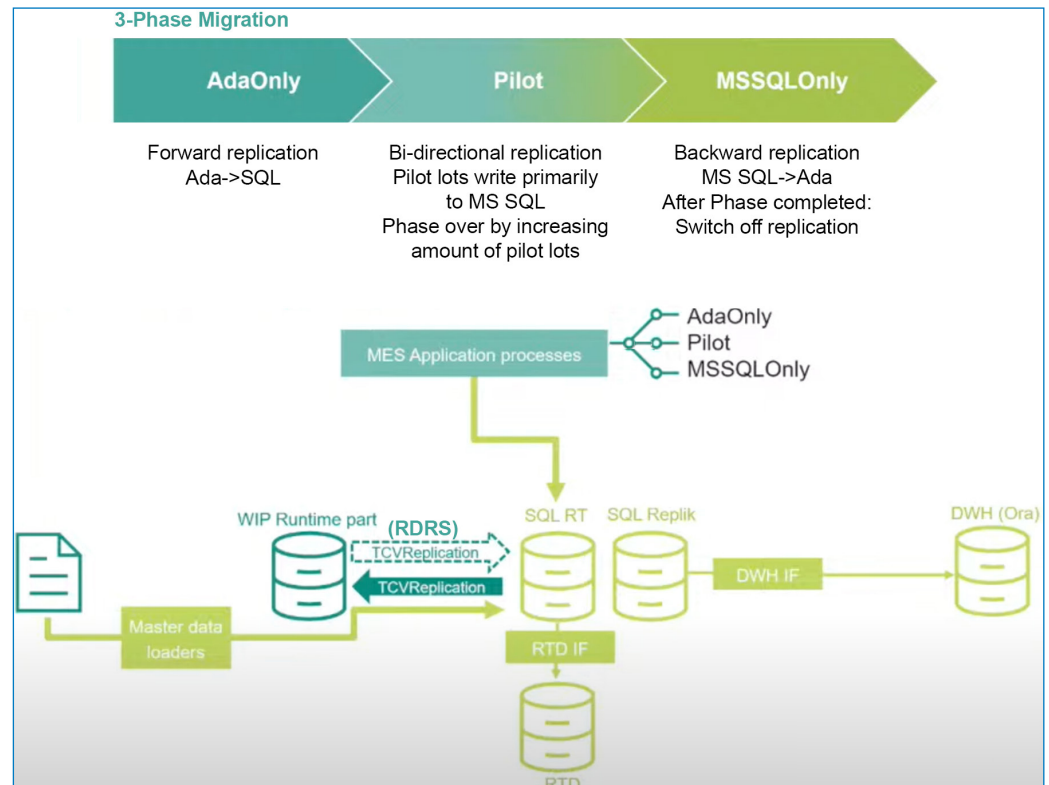 3-Phase Migration
AdaOnly
Pilot
MSSQLOnly
Forward replication
Ada->SQL
Bi-directional replication
Pilot lots write primarily
to MS SQL
Phase over by increasing
amount of pilot lots
Backward replication
MS SQL->Ada
After Phase completed:
Switch off replication
MES Application processes
AdaOnly
Pilot
MSSQLOnly
WIP Runtime part
(RDRS)
TCVReplication
TCVReplication
SQL RT
SQL Replik
DWH (Ora)
DWH IF
Master data
loaders
RTD IF
RTD